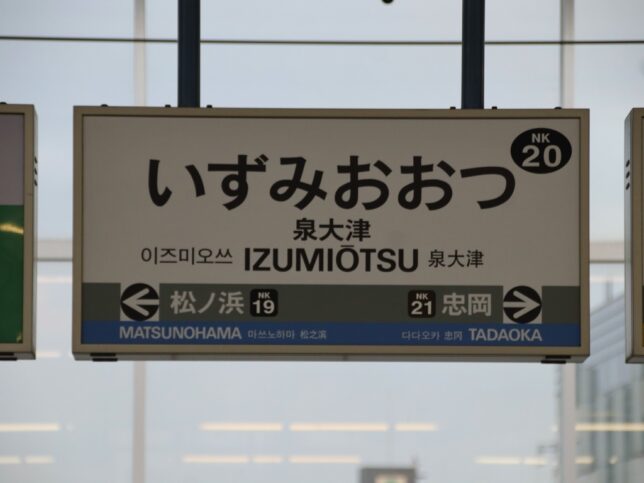 NK
20
いずみおおつ
泉大津
이즈미오쓰 IZUMIŌTSU 泉大津
松ノ浜 NK 19 NK 21 忠岡
MATSUNOHAMA 마쓰노하마 松之滨 다다오카 忠冈 TADAOKA